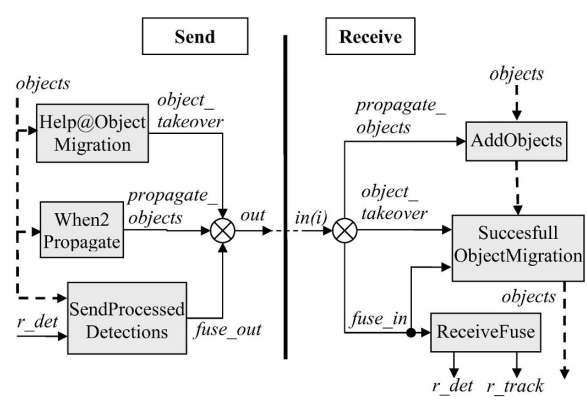 Send
Receive
objects
Help@Object
Migration
object_
takeover
When2
Propagate
propagate_
objects
out
SendProcessed
Detections
r_det
fuse_out
in(i)
objects
propagate_
objects
AddObjects
object_
takeover
Succesfull
ObjectMigration
objects
fuse_in
ReceiveFuse
r_det
r_track